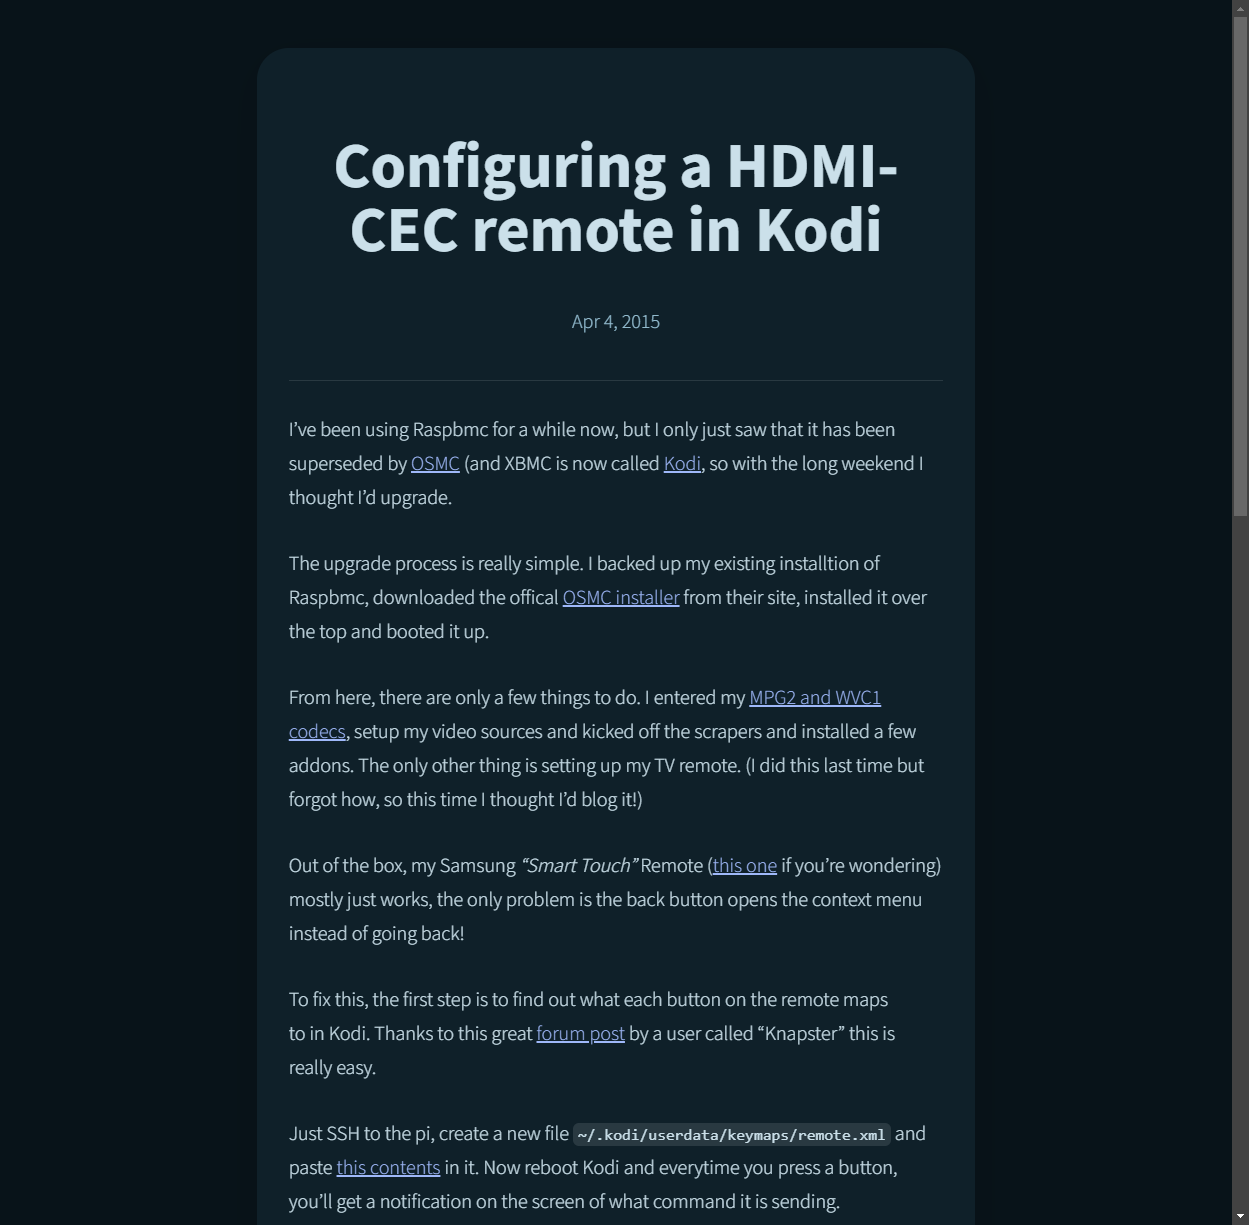 Configuring a HDMI-
CEC remote in Kodi
Apr 4, 2015
I’ve been using Raspbmc for a while now, but I only just saw that it has been
superseded by OSMC (and XBMC is now called Kodi, so with the long weekend I
thought I’d upgrade.
The upgrade process is really simple. I backed up my existing installtion of
Raspbmc, downloaded the offical OSMC installer from their site, installed it over
the top and booted it up.
From here, there are only a few things to do. I entered my MPG2 and WVC1
codecs, setup my video sources and kicked off the scrapers and installed a few
addons. The only other thing is setting up my TV remote. (I did this last time but
forgot how, so this time I thought I’d blog it!)
Out of the box, my Samsung “Smart Touch” Remote (this one if you’re wondering)
mostly just works, the only problem is the back button opens the context menu
instead of going back!
To fix this, the first step is to find out what each button on the remote maps
to in Kodi. Thanks to this great forum post by a user called “Knapster” this is
really easy.
Just SSH to the pi, create a new file ~/.kodi/userdata/keymaps/remote.xml and
paste this contents in it. Now reboot Kodi and everytime you press a button,
you’ll get a notification on the screen of what command it is sending.